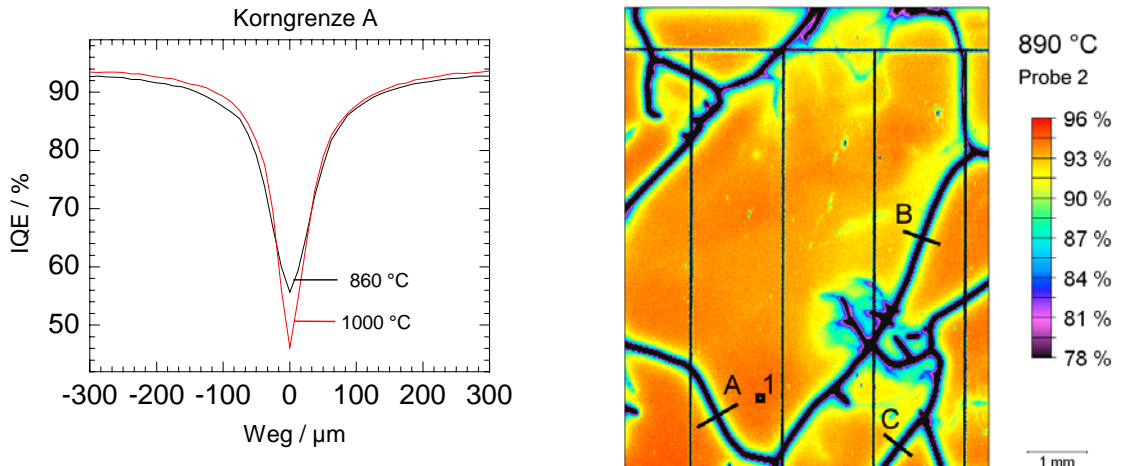 Korngrenze A
IQE / %
90
80
70
60
50
860 °C
1000 °C
-300 -200 -100 0 100 200 300
Weg / µm
890 °C
Probe 2
96 %
93 %
90 %
87 %
84 %
81 %
78 %
B
A 1
C
1 mm